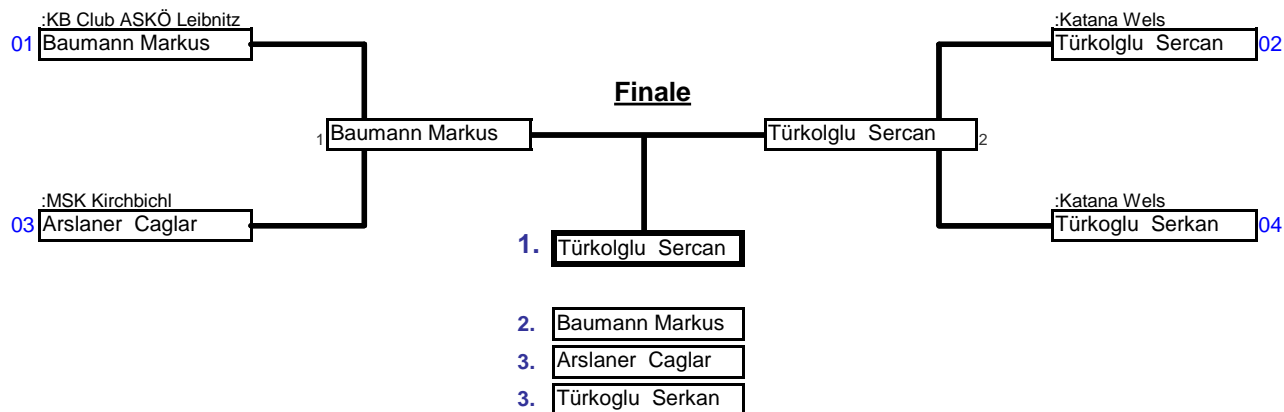 :KB Club ASKÖ Leibnitz
01 Baumann Markus
:Katana Wels
Türkolglu Sercan 02
Finale
1 Baumann Markus
Türkolglu Sercan 2
:MSK Kirchbichl
03 Arslaner Caglar
:Katana Wels
Türkoglu Serkan 04
1. Türkolglu Sercan
2. Baumann Markus
3. Arslaner Caglar
3. Türkoglu Serkan